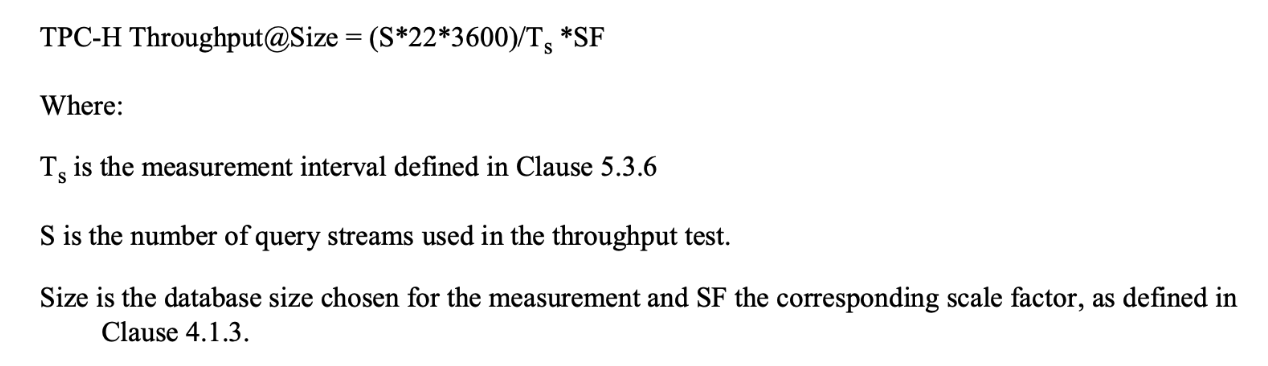 TPC-H Throughput@Size = (S*22*3600)/Ts *SF
Where:
Ts is the measurement interval defined in Clause 5.3.6
S is the number of query streams used in the throughput test.
Size is the database size chosen for the measurement and SF the corresponding scale factor, as defined in
Clause 4.1.3.